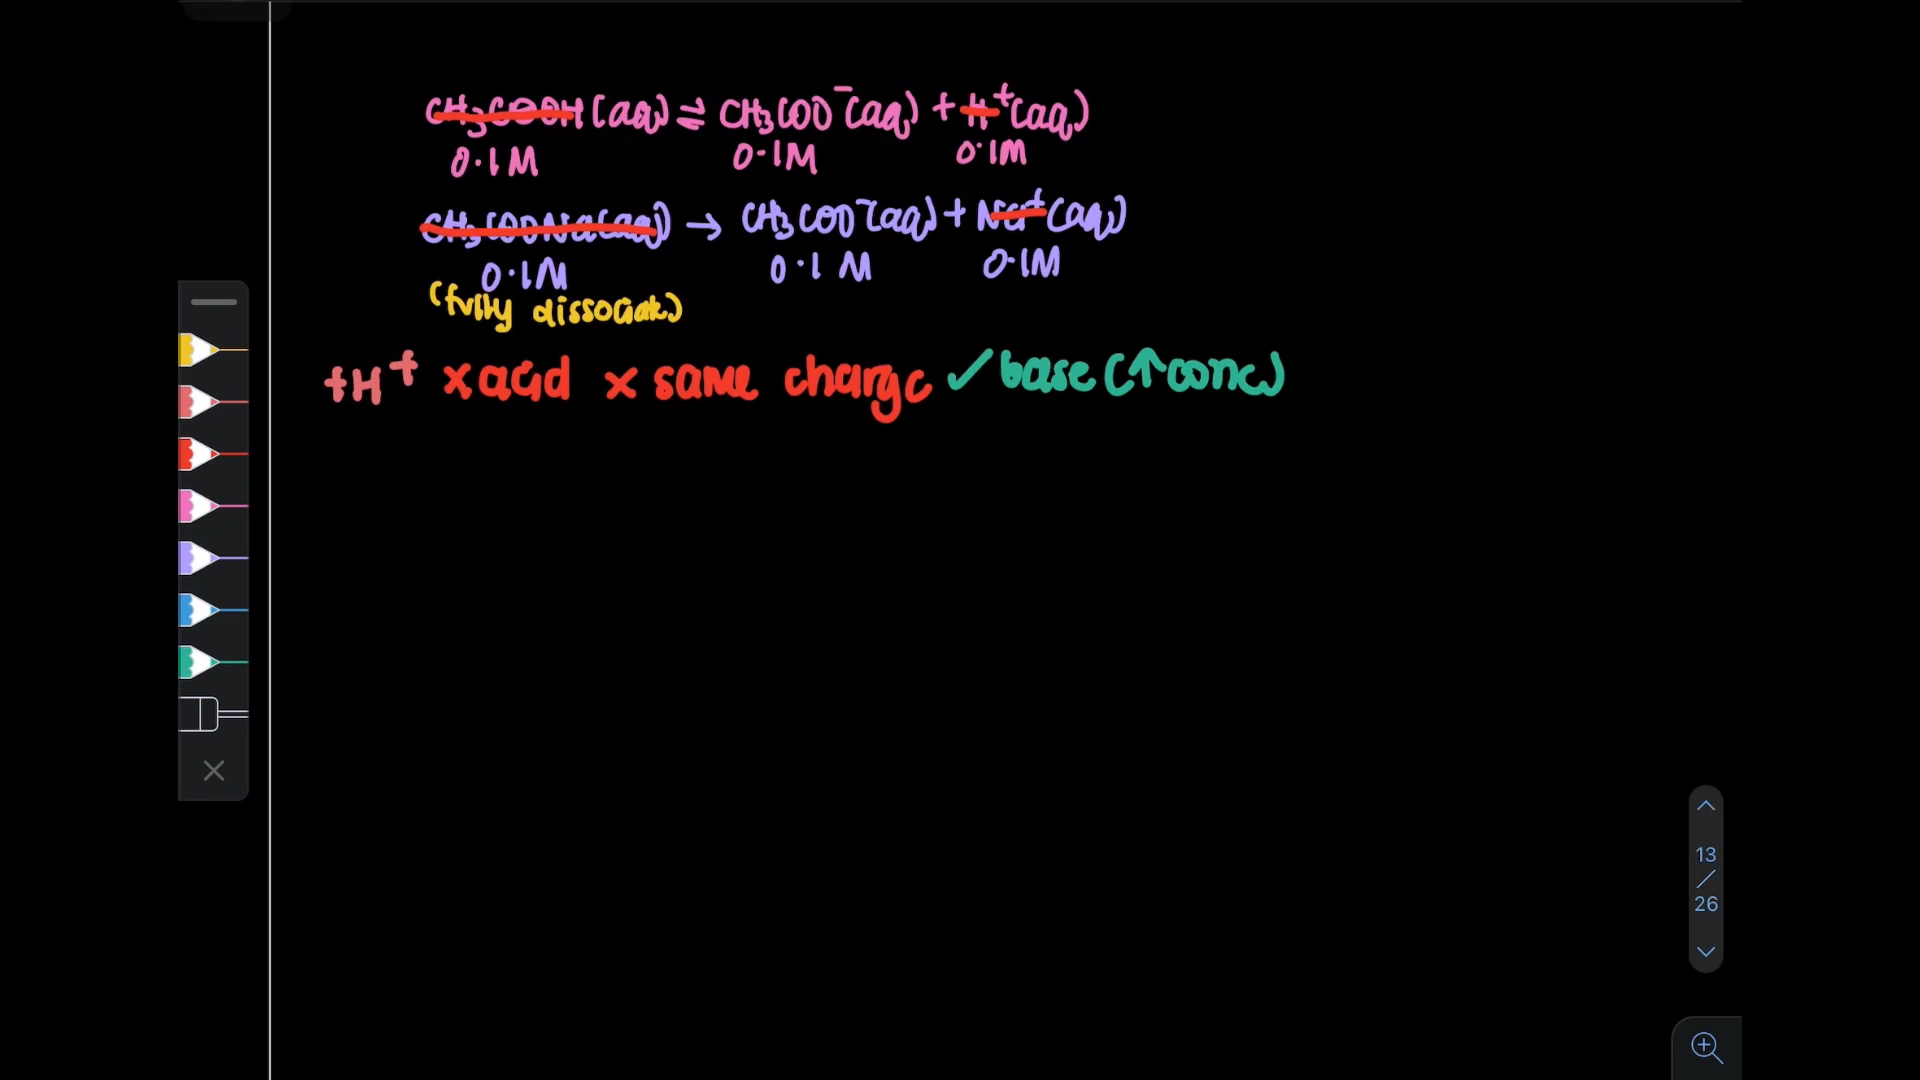 CH₃COOH(aq) ⇌ CH₃COO⁻(aq) + H⁺(aq)
0.1M 0.1M 0.1M
CH₃COONa(aq) → CH₃COO⁻(aq) + Na⁺(aq)
0.1M 0.1M 0.1M
(fully dissociate)
+H⁺ x acid x same charge ✓ base (↑conc)
13
/
26